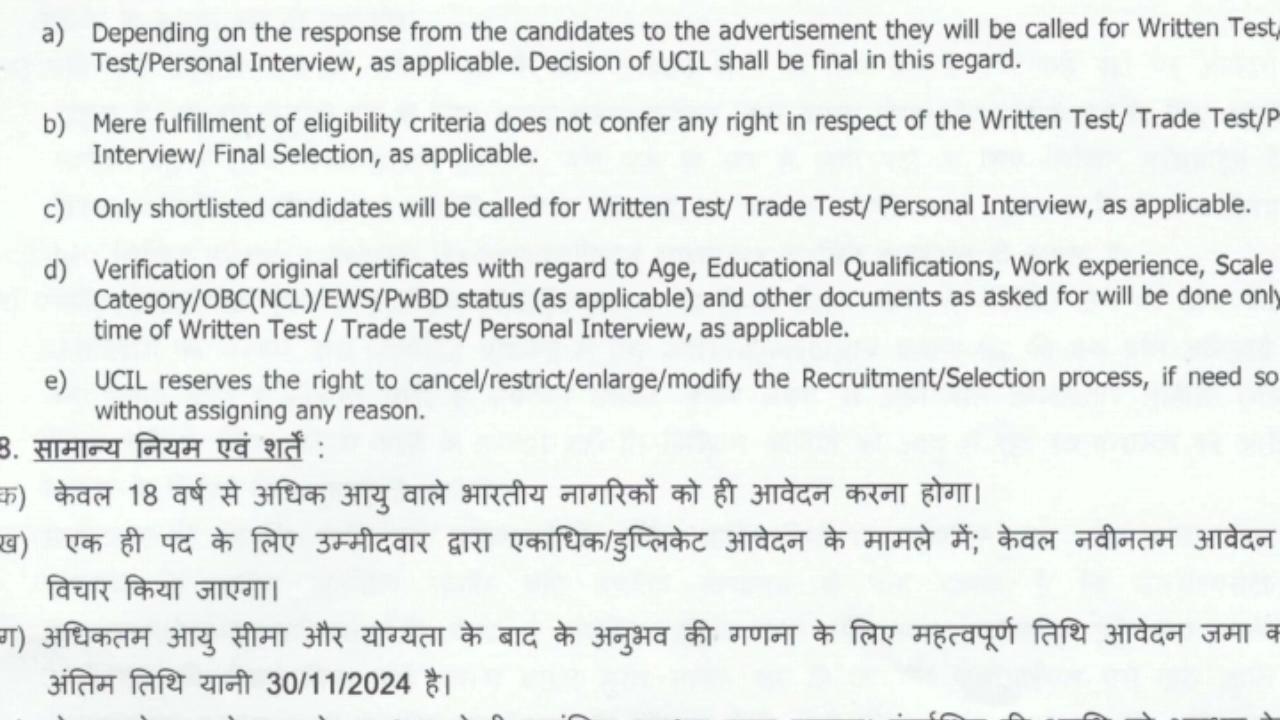 a) Depending on the response from the candidates to the advertisement they will be called for Written Test,
Test/Personal Interview, as applicable. Decision of UCIL shall be final in this regard.
b) Mere fulfillment of eligibility criteria does not confer any right in respect of the Written Test/ Trade Test/P
Interview/ Final Selection, as applicable.
c) Only shortlisted candidates will be called for Written Test/ Trade Test/ Personal Interview, as applicable.
d) Verification of original certificates with regard to Age, Educational Qualifications, Work experience, Scale
Category/OBC(NCL)/EWS/PwBD status (as applicable) and other documents as asked for will be done only
time of Written Test / Trade Test/ Personal Interview, as applicable.
e) UCIL reserves the right to cancel/restrict/enlarge/modify the Recruitment/Selection process, if need so
without assigning any reason.
8. सामान्य नियम एवं शर्तें :
क) केवल 18 वर्ष से अधिक आयु वाले भारतीय नागरिकों को ही आवेदन करना होगा।
ख) एक ही पद के लिए उम्मीदवार द्वारा एकाधिक/डुप्लिकेट आवेदन के मामले में; केवल नवीनतम आवेदन
विचार किया जाएगा।
ग) अधिकतम आयु सीमा और योग्यता के बाद के अनुभव की गणना के लिए महत्वपूर्ण तिथि आवेदन जमा क
अंतिम तिथि यानी 30/11/2024 है।